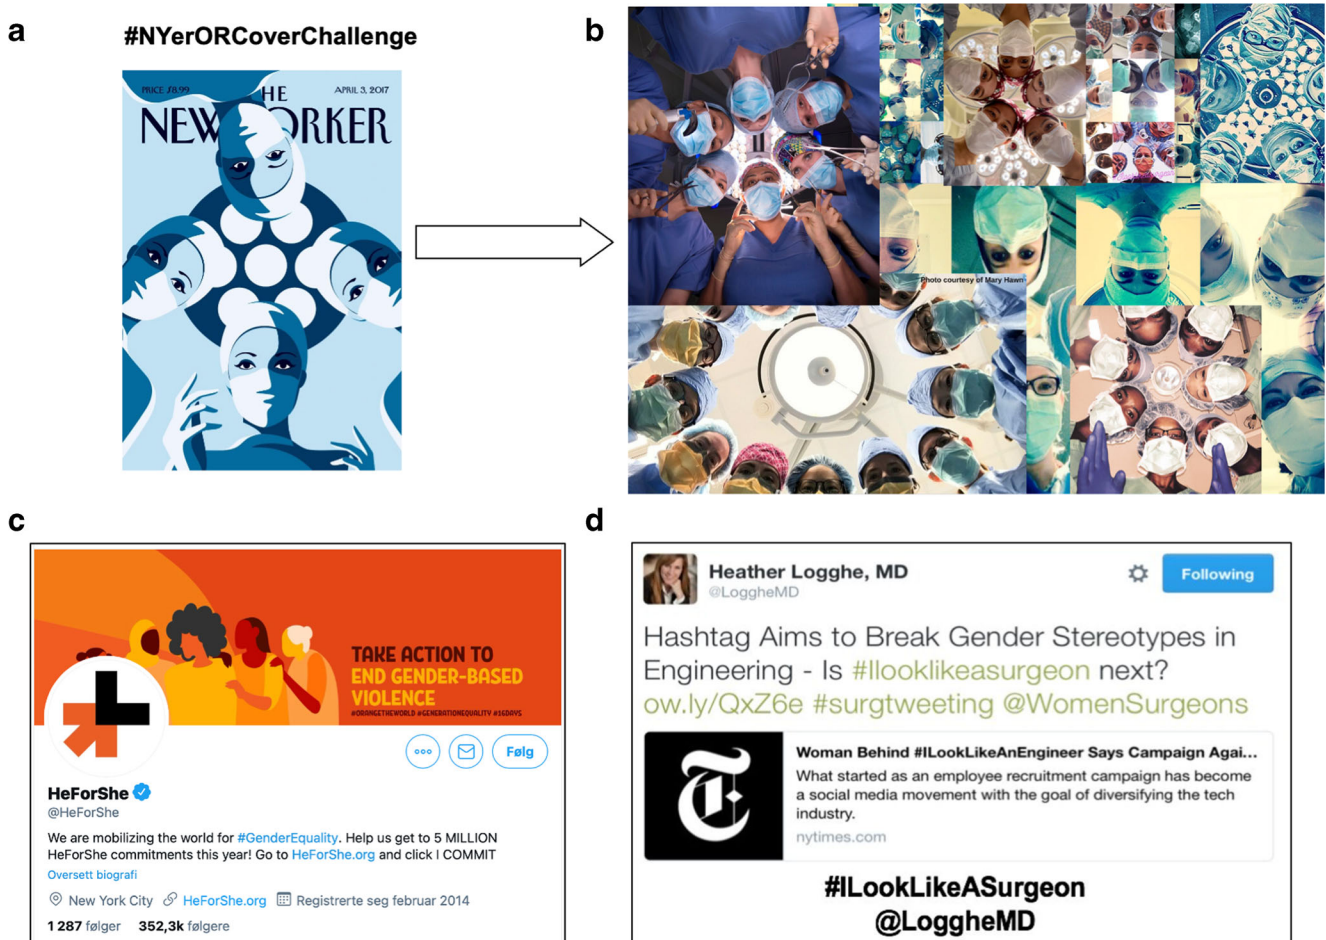 a
#NYerORCoverChallenge
PRICE $8.99
THE
APRIL 3, 2017
NEW YORKER
b
Photo courtesy of Mary Hawn
c
TAKE ACTION TO
END GENDER-BASED
VIOLENCE
#ORANGETHEWORLD #GENERATIONEQUALITY #16DAYS
Følg
HeForShe
@HeForShe
We are mobilizing the world for #GenderEquality. Help us get to 5 MILLION
HeForShe commitments this year! Go to HeForShe.org and click I COMMIT
Oversett biografi
New York City HeForShe.org Registrerte seg februar 2014
1 287 følger 352,3k følgere
d
Heather Logghe, MD
@LoggheMD
Following
Hashtag Aims to Break Gender Stereotypes in
Engineering - Is #Ilooklikeasurgeon next?
ow.ly/QxZ6e #surgtweeting @WomenSurgeons
Woman Behind #ILookLikeAnEngineer Says Campaign Agai...
What started as an employee recruitment campaign has become
a social media movement with the goal of diversifying the tech
industry.
nytimes.com
#ILookLikeASurgeon
@LoggheMD